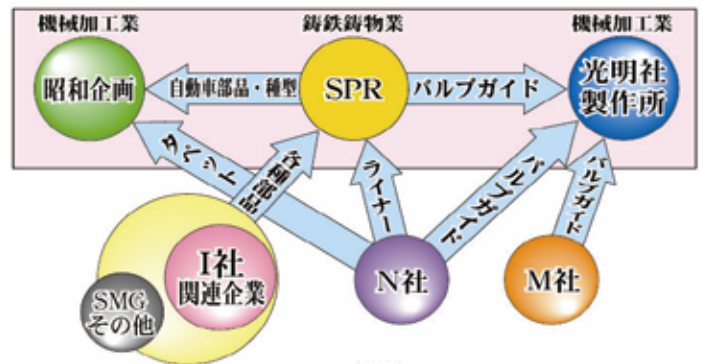 機械加工業
鋳鉄鋳物業
機械加工業
昭和企画
自動車部品・種型
SPR
バルブガイド
光明社
製作所
タペット
各種部品
ライナー
バルブガイド
バルブガイド
I社
関連企業
SMG
その他
N社
M社